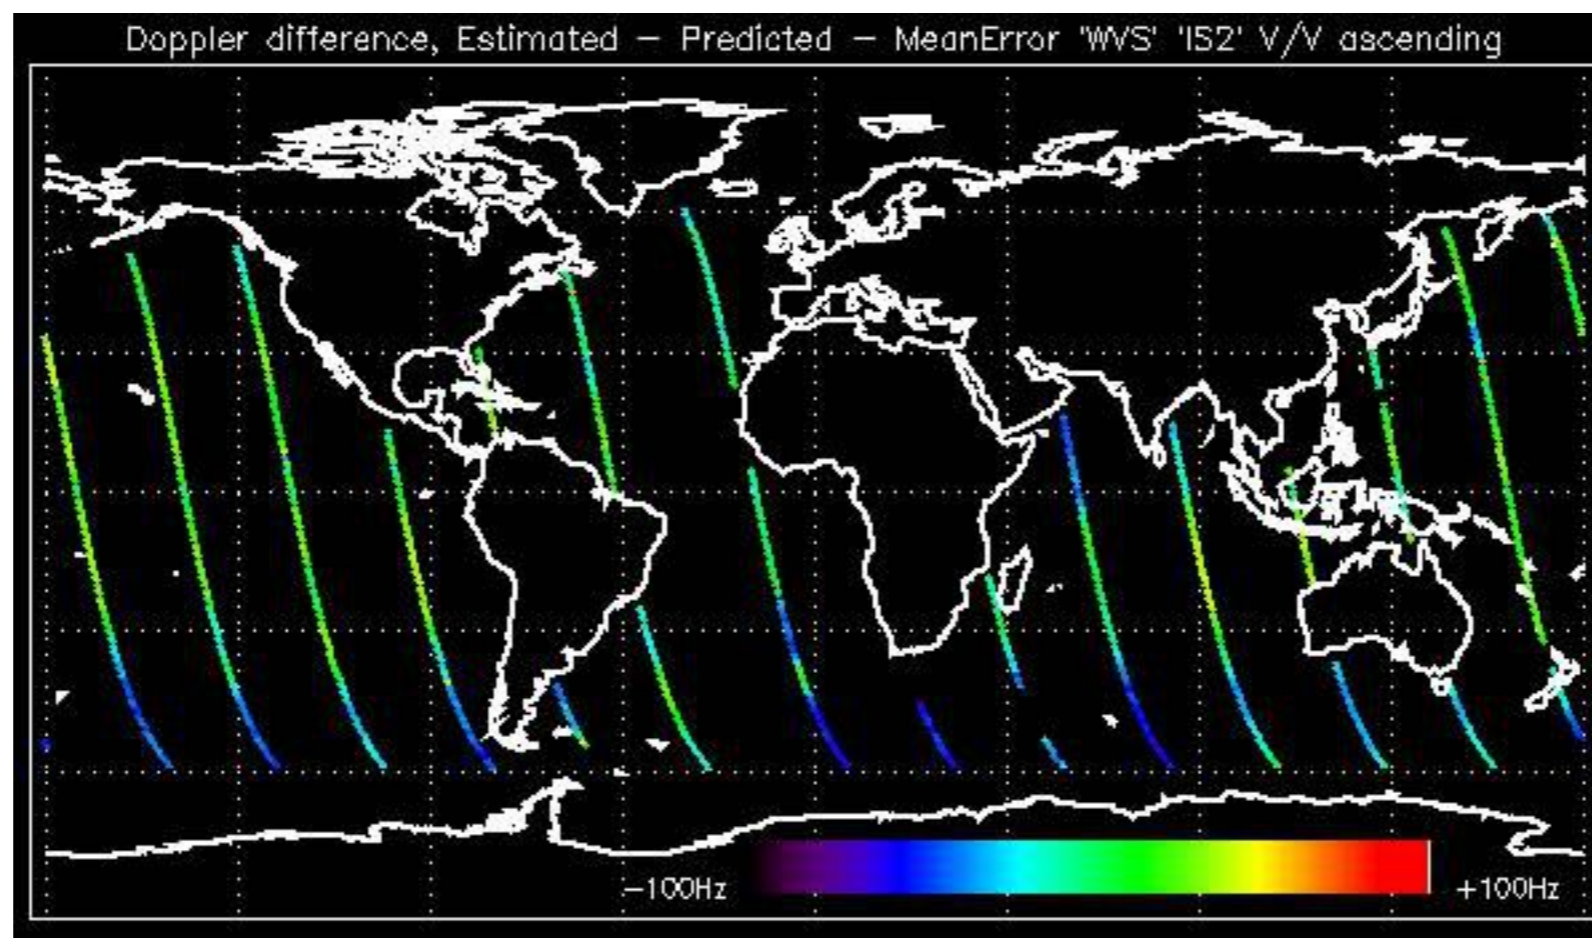 Doppler difference, Estimated – Predicted – MeanError 'WVS' 'IS2' V/V ascending
−100Hz
+100Hz